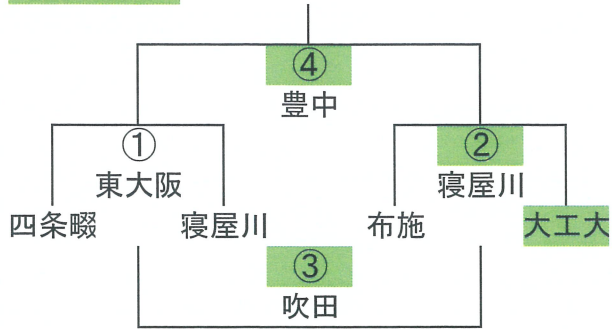 ④
豊中
① ②
東大阪 寝屋川
四条畷 寝屋川 布施 大工大
③
吹田